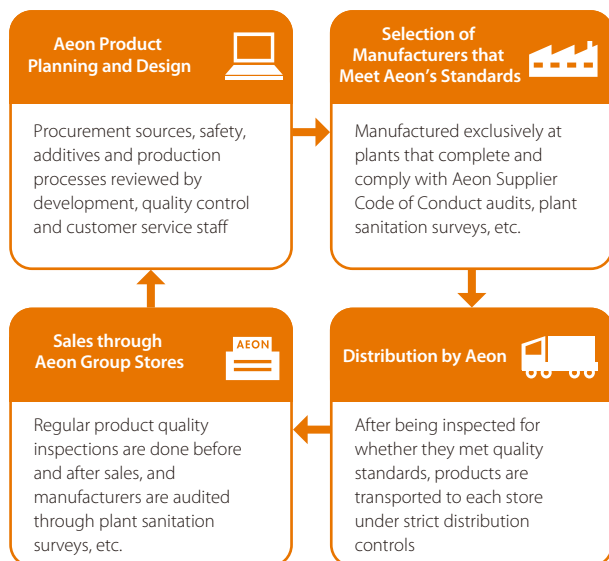 Aeon Product
Planning and Design
Procurement sources, safety,
additives and production
processes reviewed by
development, quality control
and customer service staff
Selection of
Manufacturers that
Meet Aeon's Standards
Manufactured exclusively at
plants that complete and
comply with Aeon Supplier
Code of Conduct audits, plant
sanitation surveys, etc.
Sales through
Aeon Group Stores
AEON
Regular product quality
inspections are done before
and after sales, and
manufacturers are audited
through plant sanitation
surveys, etc.
Distribution by Aeon
After being inspected for
whether they met quality
standards, products are
transported to each store
under strict distribution
controls